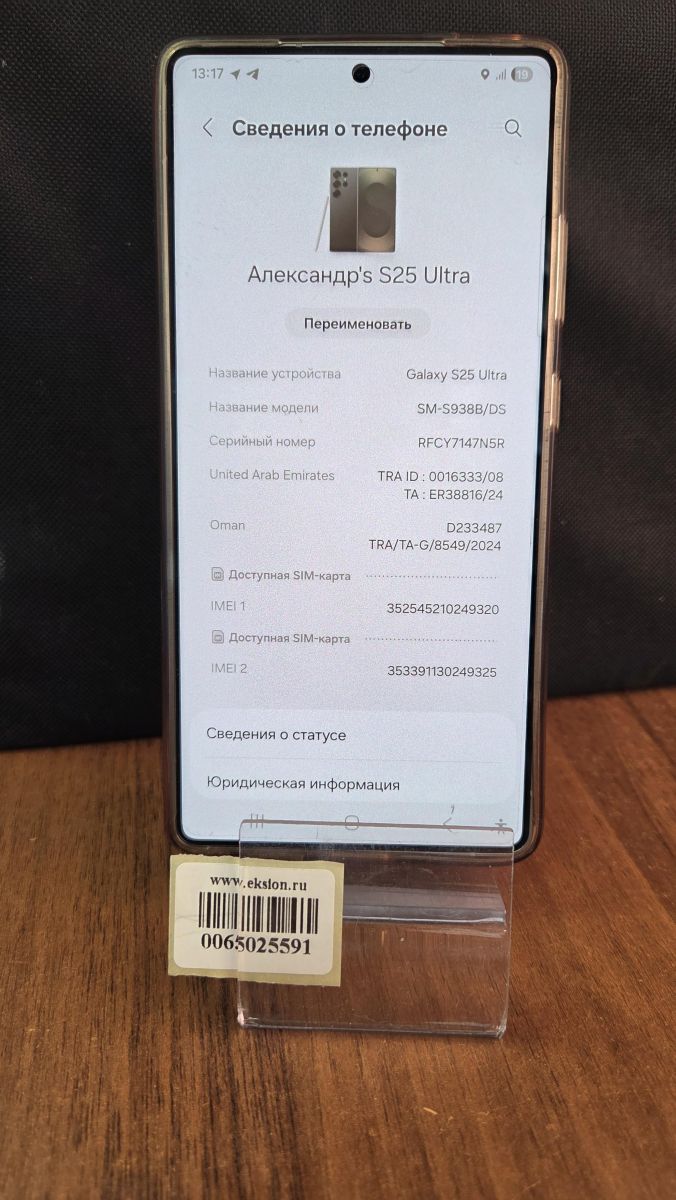 13:17
19
Сведения о телефоне
Александр's S25 Ultra
Переименовать
Название устройства Galaxy S25 Ultra
Название модели SM-S938B/DS
Серийный номер RFCY7147N5R
United Arab Emirates TRA ID : 0016333/08
TA : ER38816/24
Oman D233487
TRA/TA-G/8549/2024
Доступная SIM-карта
IMEI 1 352545210249320
Доступная SIM-карта
IMEI 2 353391130249325
Сведения о статусе
Юридическая информация
www.eksion.ru
0065025591